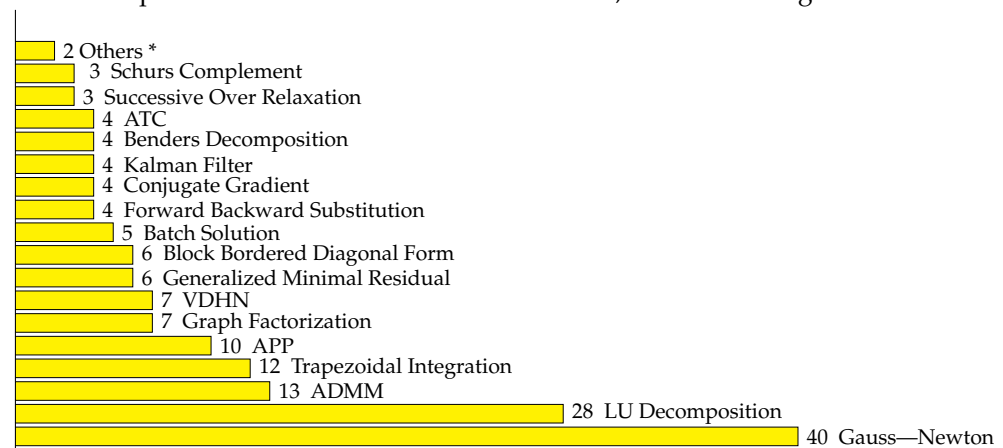 2 Others *
3 Schurs Complement
3 Successive Over Relaxation
4 ATC
4 Benders Decomposition
4 Kalman Filter
4 Conjugate Gradient
4 Forward Backward Substitution
5 Batch Solution
6 Block Bordered Diagonal Form
6 Generalized Minimal Residual
7 VDHN
7 Graph Factorization
10 APP
12 Trapezoidal Integration
13 ADMM
28 LU Decomposition
40 Gauss—Newton